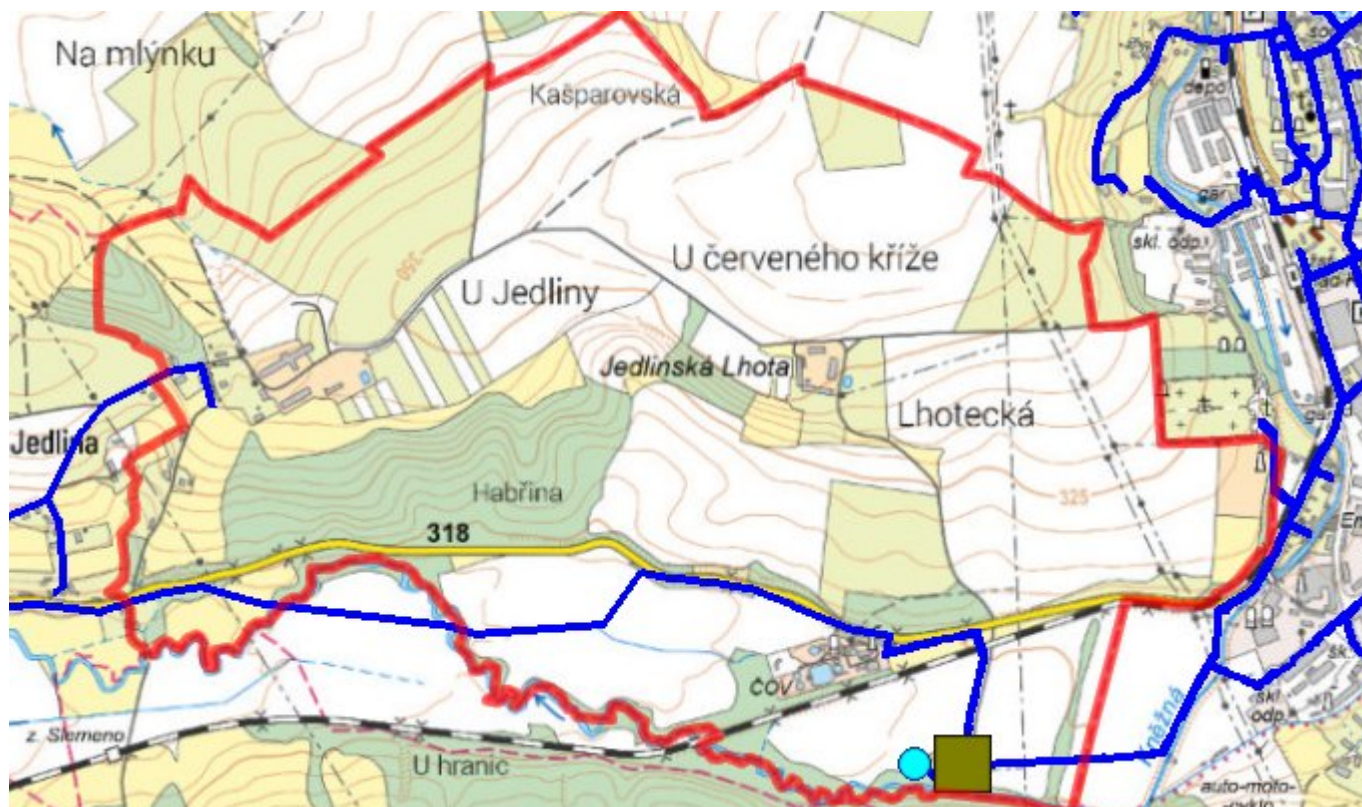 Na mlýnku
Kašparovská
depo
U červeného kříže
skl. odp.
U Jedliny
350
Jedlinská Lhota
Lhotecká
Jedlina
325
Habřina
318
ČOV
z. Slemeno
U hranic
skl.
odp.
auto-moto-